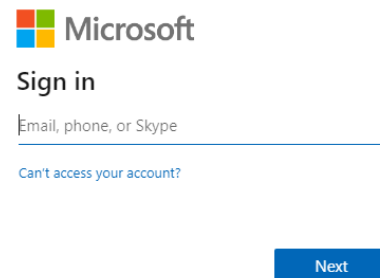 Microsoft
Sign in
Email, phone, or Skype
Can't access your account?
Next